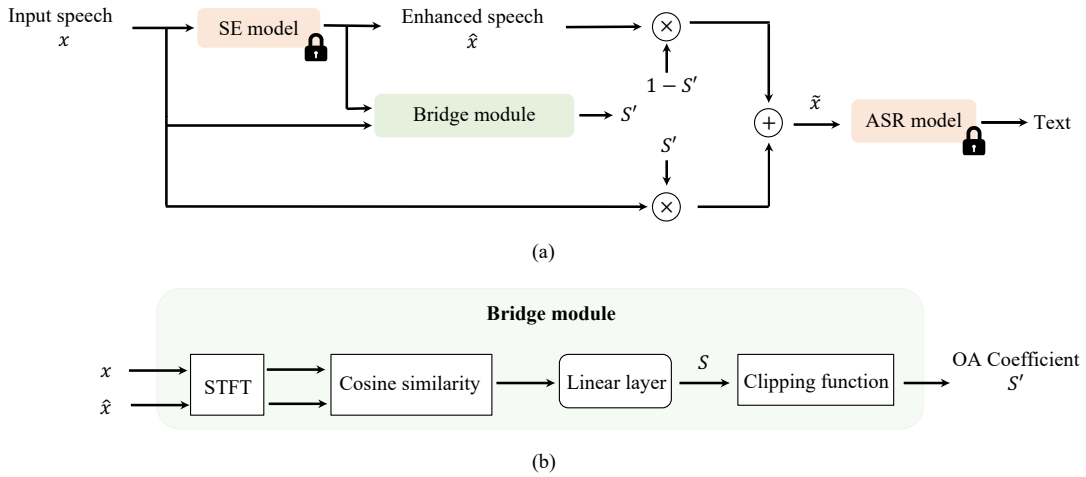 Input speech
x
SE model
Enhanced speech
x̂
×
1 − S′
Bridge module
S′
+
x̃
ASR model
Text
S′
×
(a)
Bridge module
x
x̂
STFT
Cosine similarity
Linear layer
S
Clipping function
OA Coefficient
S′
(b)